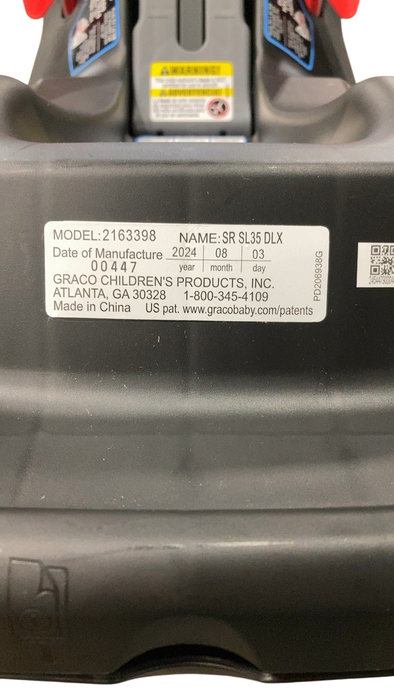 WARNING!
ADVERTENCIA!
MODEL:2163398 NAME:SR SL35 DLX
Date of Manufacture 2024 08 03
00447 year month day
GRACO CHILDREN'S PRODUCTS, INC.
ATLANTA, GA 30328 1-800-345-4109
Made in China US pat. www.gracobaby.com/patents
PD206938G